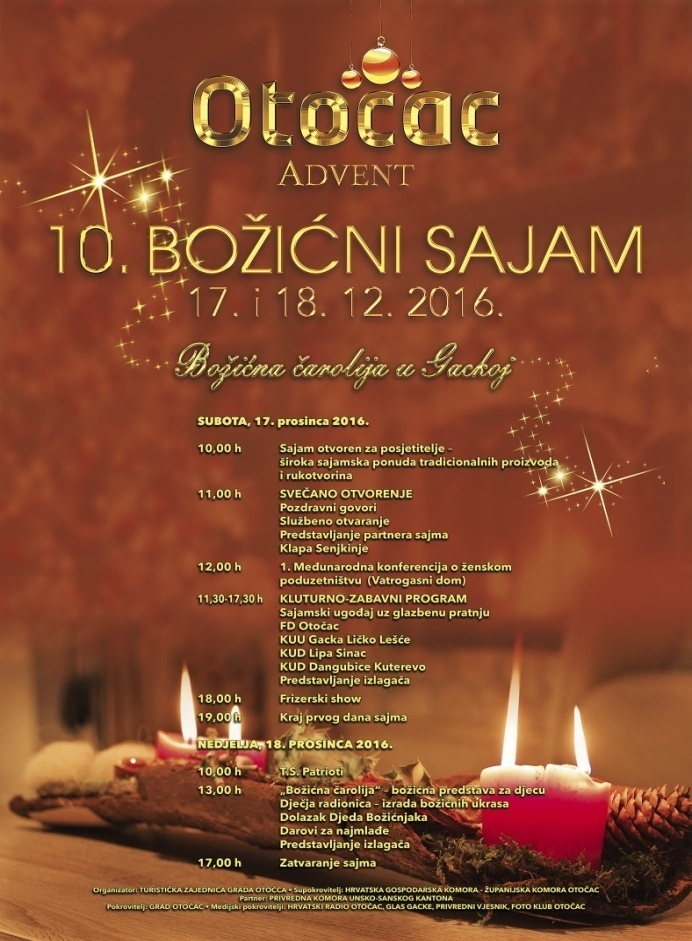 Otočac
ADVENT
10. BOŽIĆNI SAJAM
17. i 18. 12. 2016.
Božićna čarolija u Gackoj
SUBOTA, 17. prosinca 2016.
10,00 h Sajam otvoren za posjetitelje –
široka sajamska ponuda tradicionalnih proizvoda
i rukotvorina
11,00 h SVEČANO OTVORENJE
Pozdravni govori
Službeno otvaranje
Predstavljanje partnera sajma
Klapa Senjkinje
12,00 h 1. Međunarodna konferencija o ženskom
poduzetništvu (Vatrogasni dom)
11,30-17,30 h KLUTURNO-ZABAVNI PROGRAM
Sajamski ugođaj uz glazbenu pratnju
FD Otočac
KUU Gacka Ličko Lešće
KUD Lipa Sinac
KUD Dangubice Kuterevo
Predstavljanje izlagača
18,00 h Frizerski show
19,00 h Kraj prvog dana sajma
NEDJELJA, 18. PROSINCA 2016.
10,00 h T.S. Patrioti
13,00 h „Božićna čarolija“ – božićna predstava za djecu
Dječja radionica – izrada božićnih ukrasa
Dolazak Djeda Božićnjaka
Darovi za najmlađe
Predstavljanje izlagača
17,00 h Zatvaranje sajma
Organizator: TURISTIČKA ZAJEDNICA GRADA OTOČCA • Supokrovitelj: HRVATSKA GOSPODARSKA KOMORA – ŽUPANIJSKA KOMORA OTOČAC
Partner: PRIVREDNA KOMORA UNSKO-SANSKOG KANTONA
Pokrovitelj: GRAD OTOČAC • Medijski pokrovitelji: HRVATSKI RADIO OTOČAC, GLAS GACKE, PRIVREDNI VJESNIK, FOTO KLUB OTOČAC